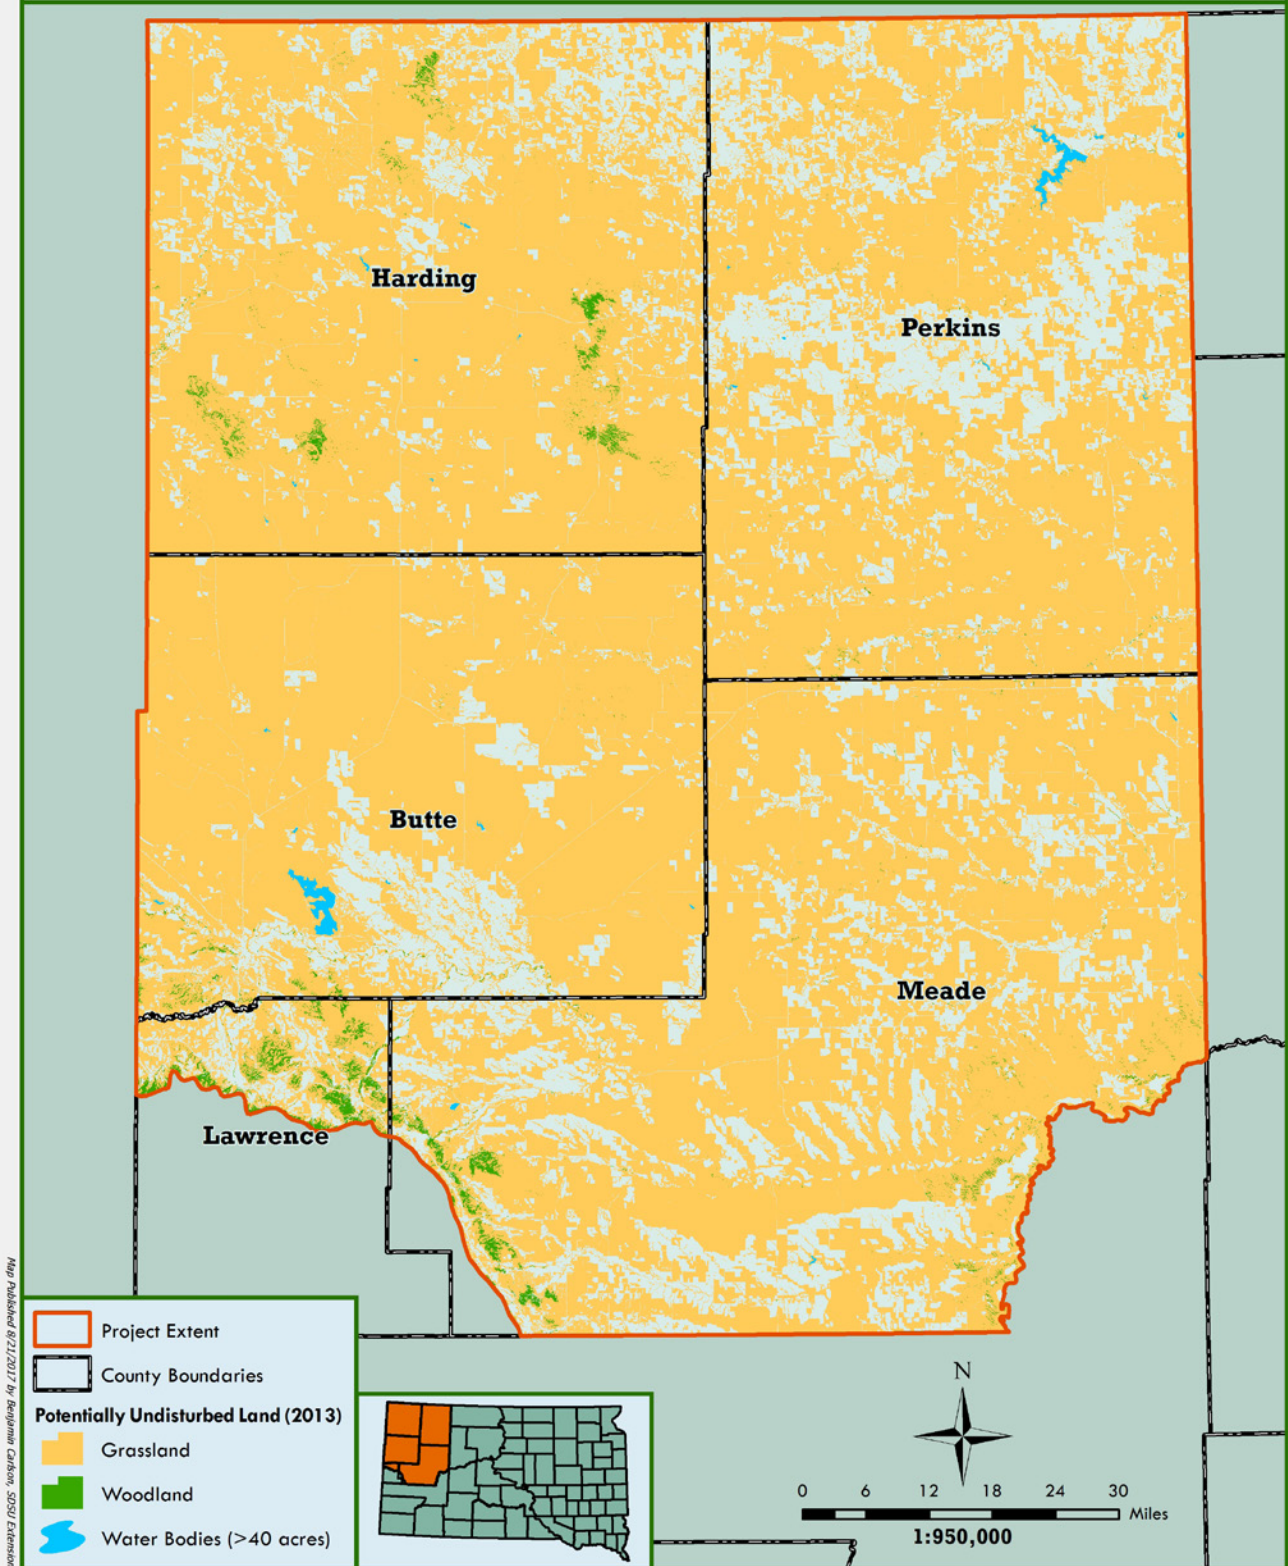 Harding
Perkins
Butte
Meade
Lawrence
Map Published 8/21/2017 by Benjamin Carlson, SDSU Extension
Project Extent
County Boundaries
Potentially Undisturbed Land (2013)
Grassland
Woodland
Water Bodies (>40 acres)
N
0 6 12 18 24 30
Miles
1:950,000